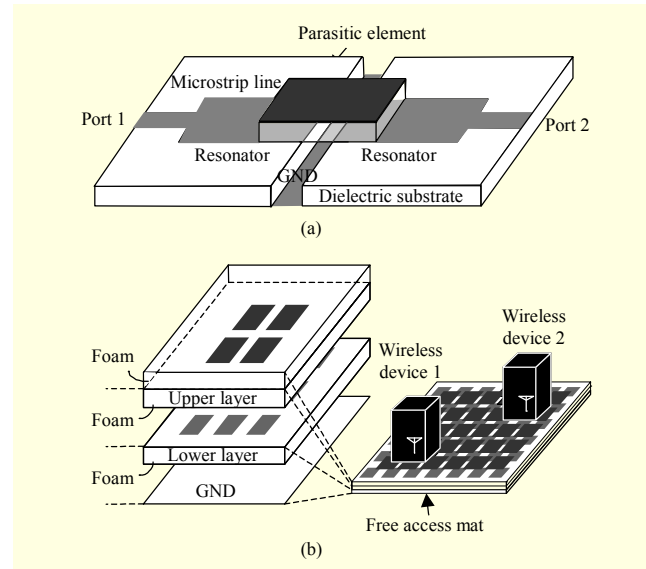 Parasitic element
Microstrip line
Port 1
Port 2
Resonator
Resonator
GND
Dielectric substrate
(a)
Wireless
device 2
Wireless
device 1
Foam
Upper layer
Foam
Lower layer
Foam
GND
Free access mat
(b)